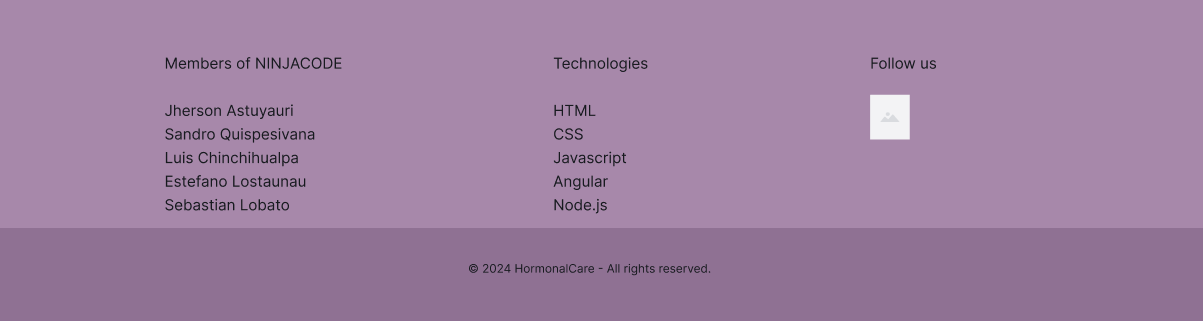 Members of NINJACODE
Jherson Astuyauri
Sandro Quispesivana
Luis Chinchihualpa
Estefano Lostaunau
Sebastian Lobato
Technologies
HTML
CSS
Javascript
Angular
Node.js
Follow us
© 2024 HormonalCare - All rights reserved.